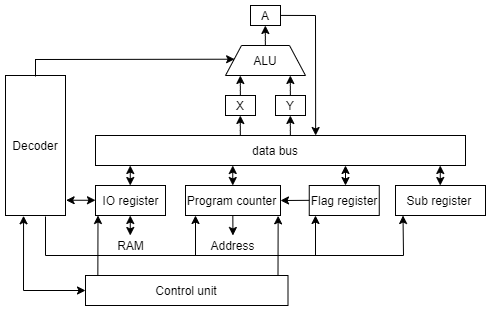 A
ALU
X
Y
Decoder
data bus
IO register
Program counter
Flag register
Sub register
RAM
Address
Control unit